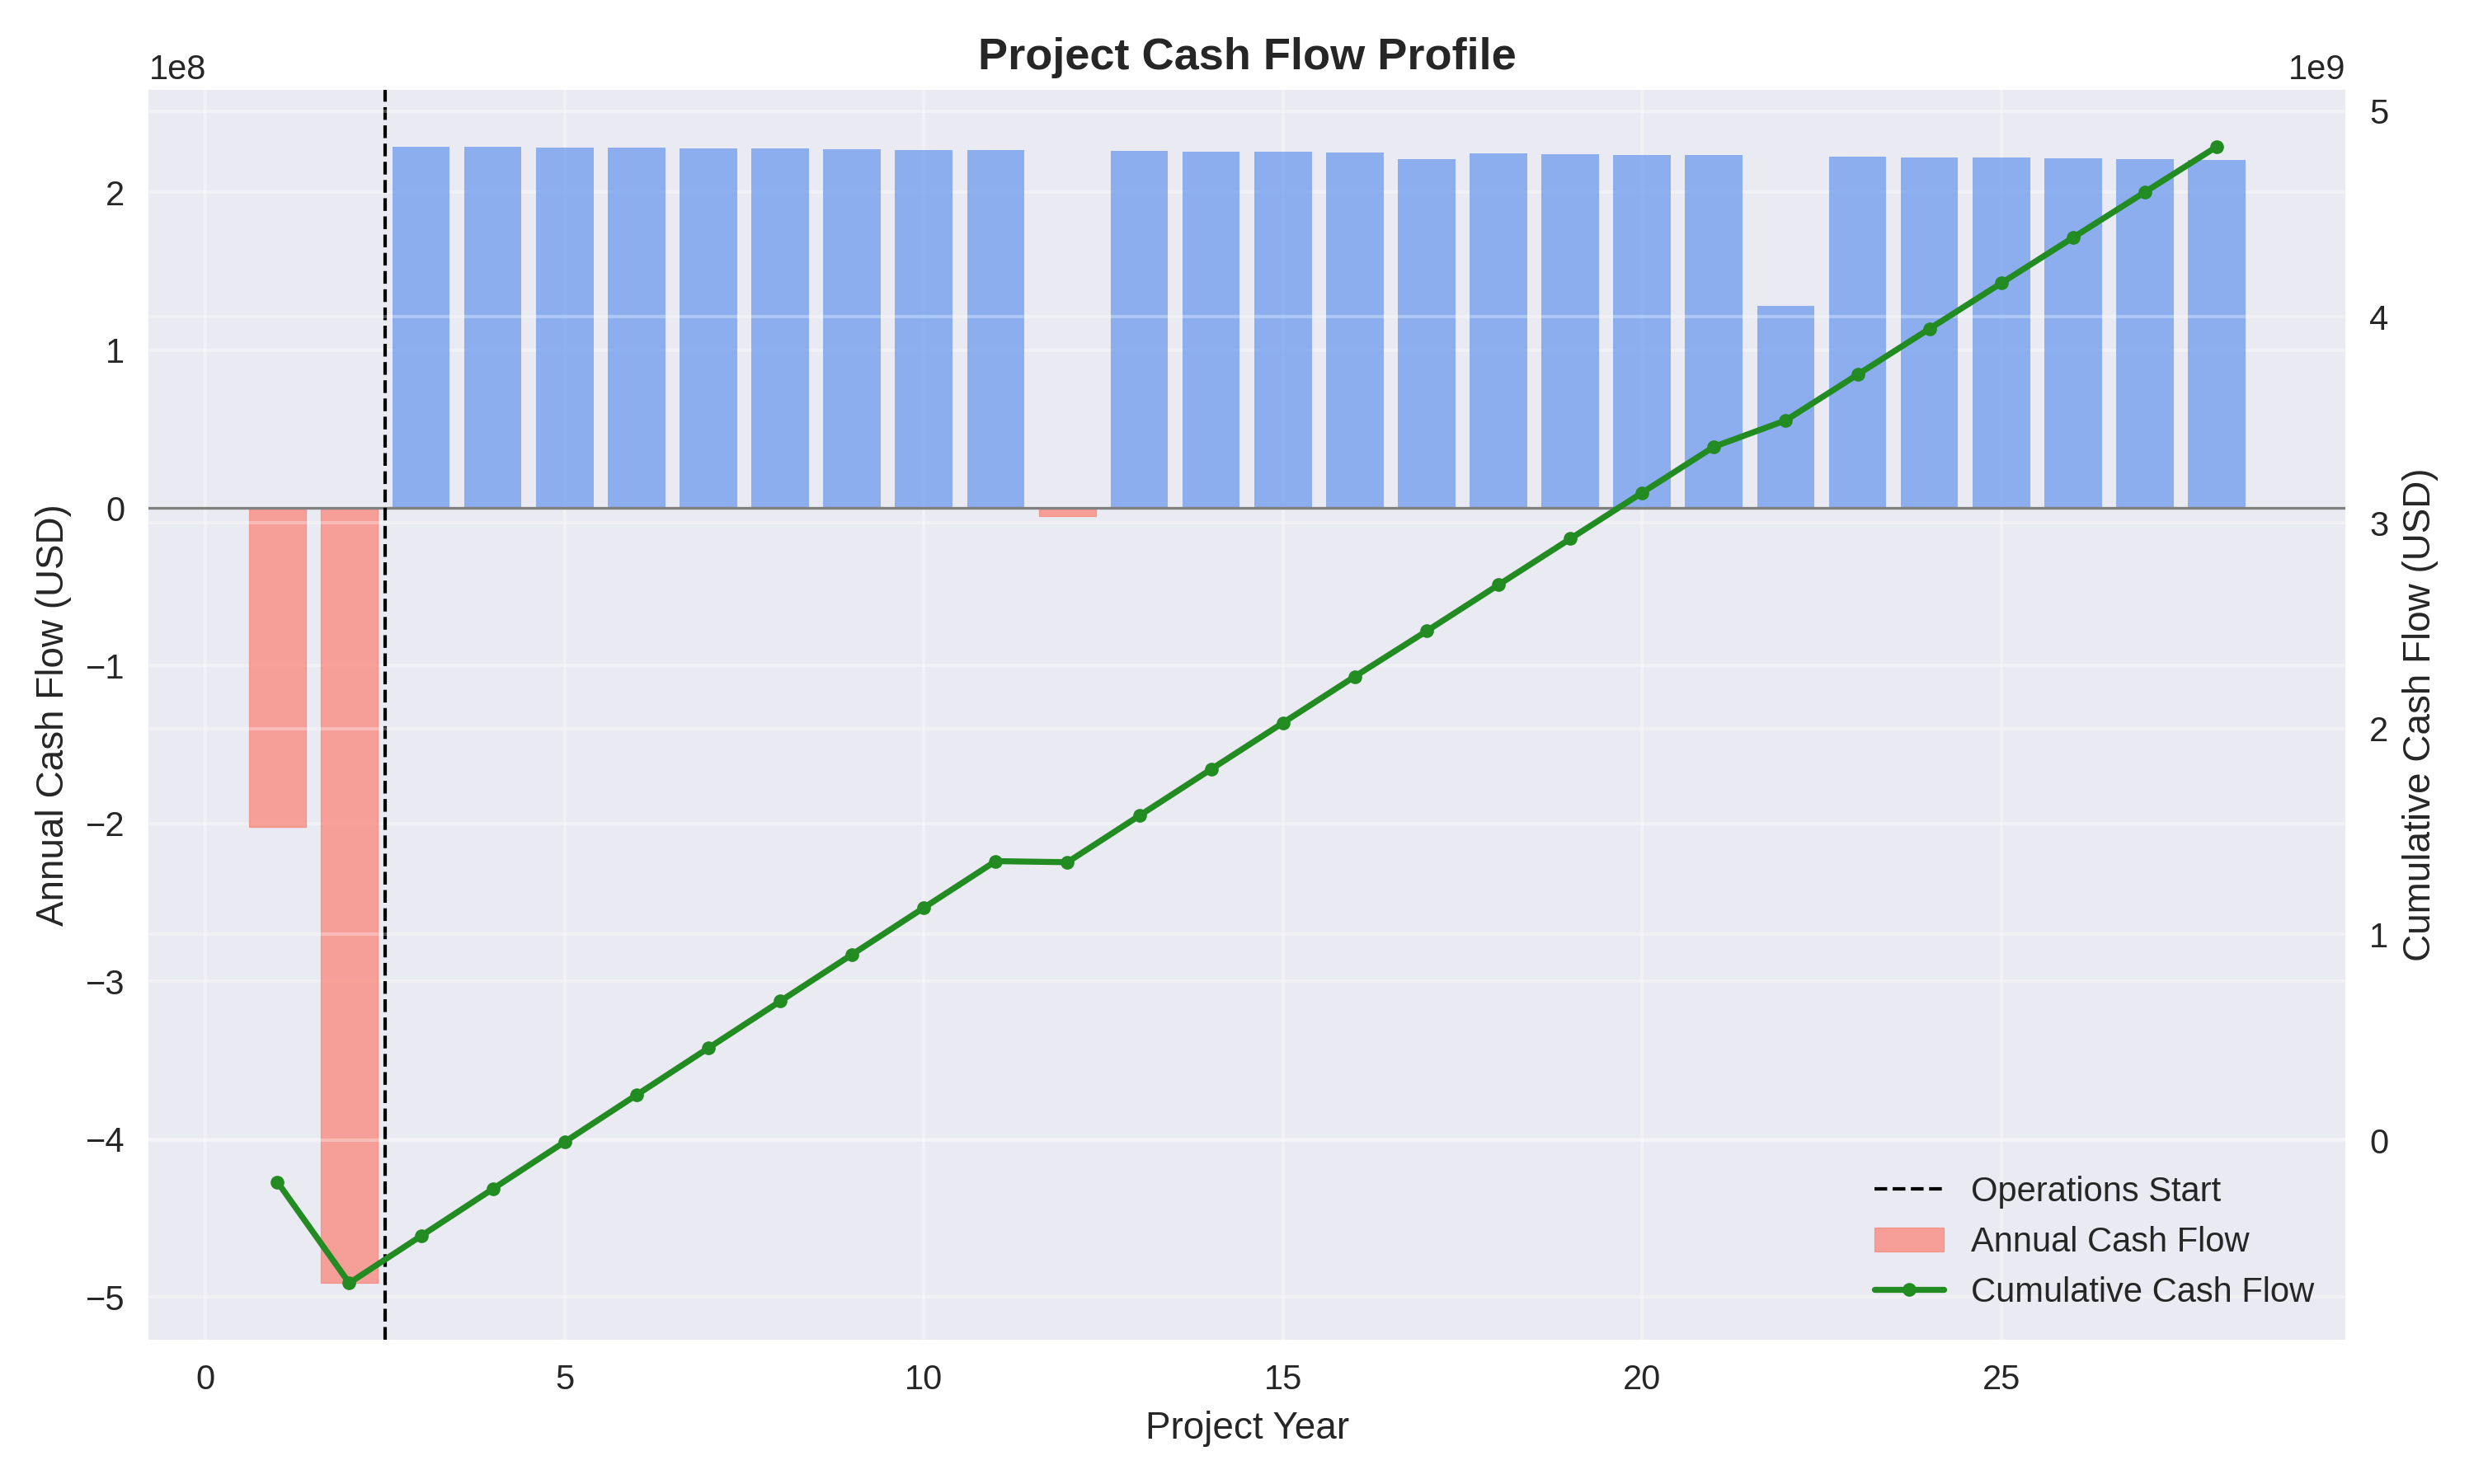 Project Cash Flow Profile
1e8
1e9
2
1
0
−1
−2
−3
−4
−5
Annual Cash Flow (USD)
5
4
3
2
1
0
Cumulative Cash Flow (USD)
Operations Start
Annual Cash Flow
Cumulative Cash Flow
0 5 10 15 20 25
Project Year